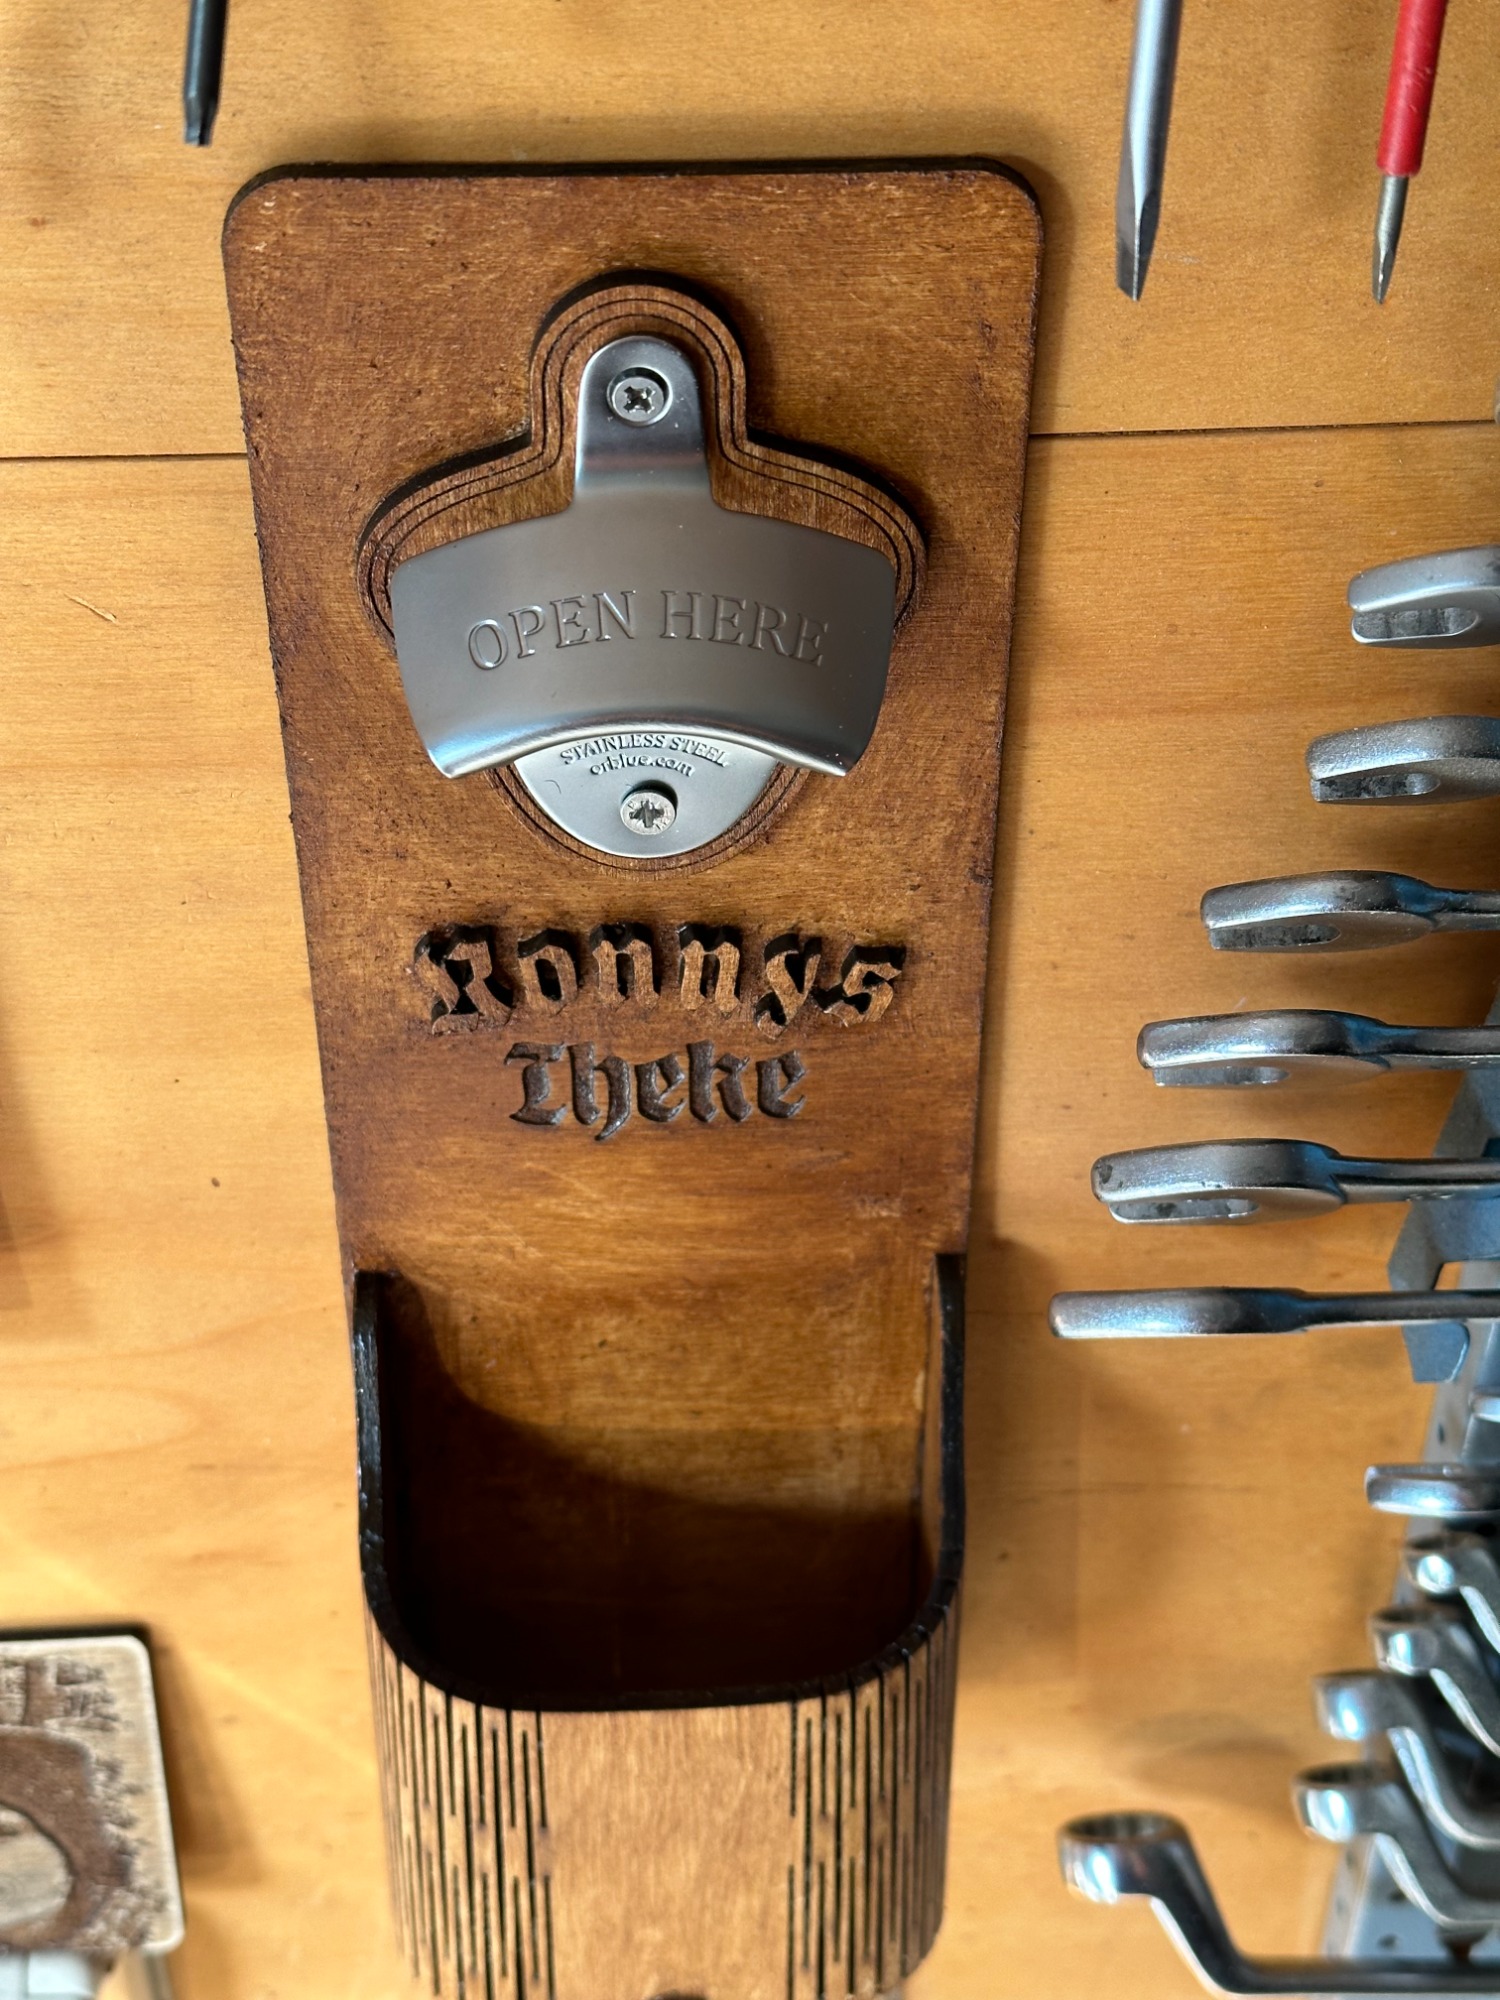 OPEN HERE
STAINLESS STEEL
orblue.com
Ronnys
Theke